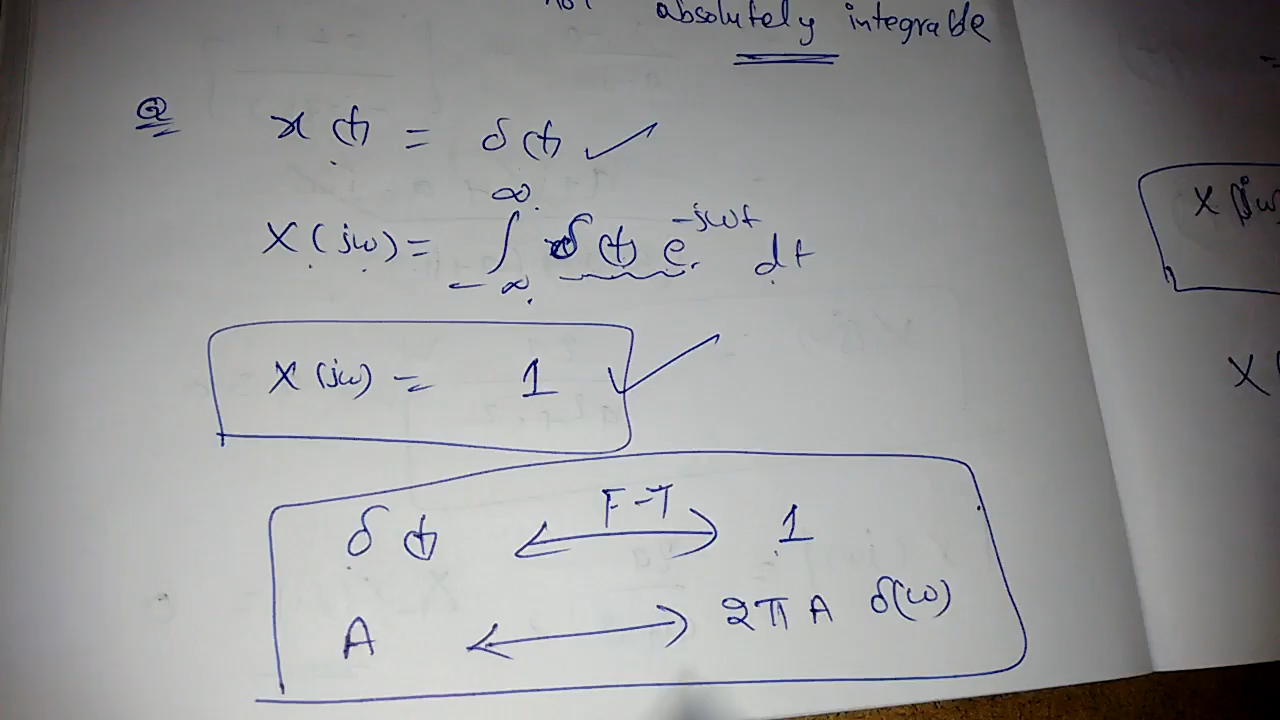 absolutely integrable
Q x(t) = δ(t) ✓
X(jω) = ∫_{-∞}^{∞} δ(t) e^{-jωt} dt
X(jω) = 1 ✓
δ(t) ⟷ F-T 1
A ⟷ 2π A δ(ω)
X(jω
X(